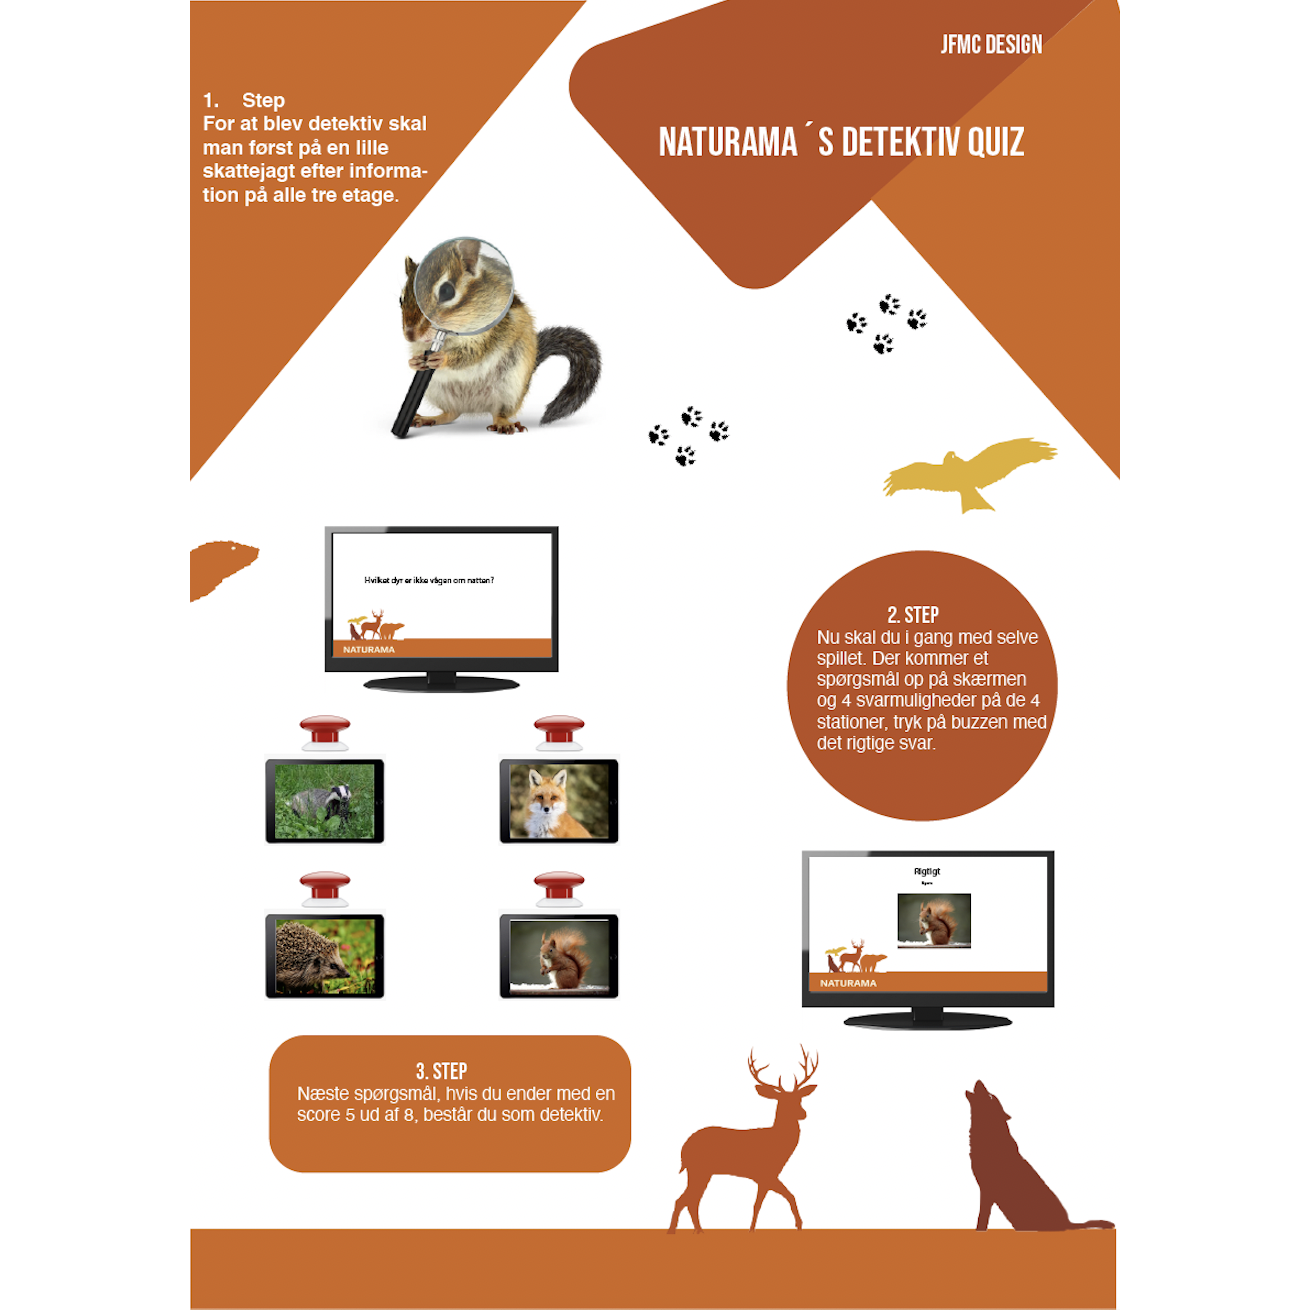 JFMC DESIGN
NATURAMA´S DETEKTIV QUIZ
1. Step
For at blev detektiv skal
man først på en lille
skattejagt efter informa-
tion på alle tre etage.
Hvilket dyr er ikke vågen om natten?
NATURAMA
2. STEP
Nu skal du i gang med selve
spillet. Der kommer et
spørgsmål op på skærmen
og 4 svarmuligheder på de 4
stationer, tryk på buzzen med
det rigtige svar.
Rigtigt
NATURAMA
3. STEP
Næste spørgsmål, hvis du ender med en
score 5 ud af 8, består du som detektiv.